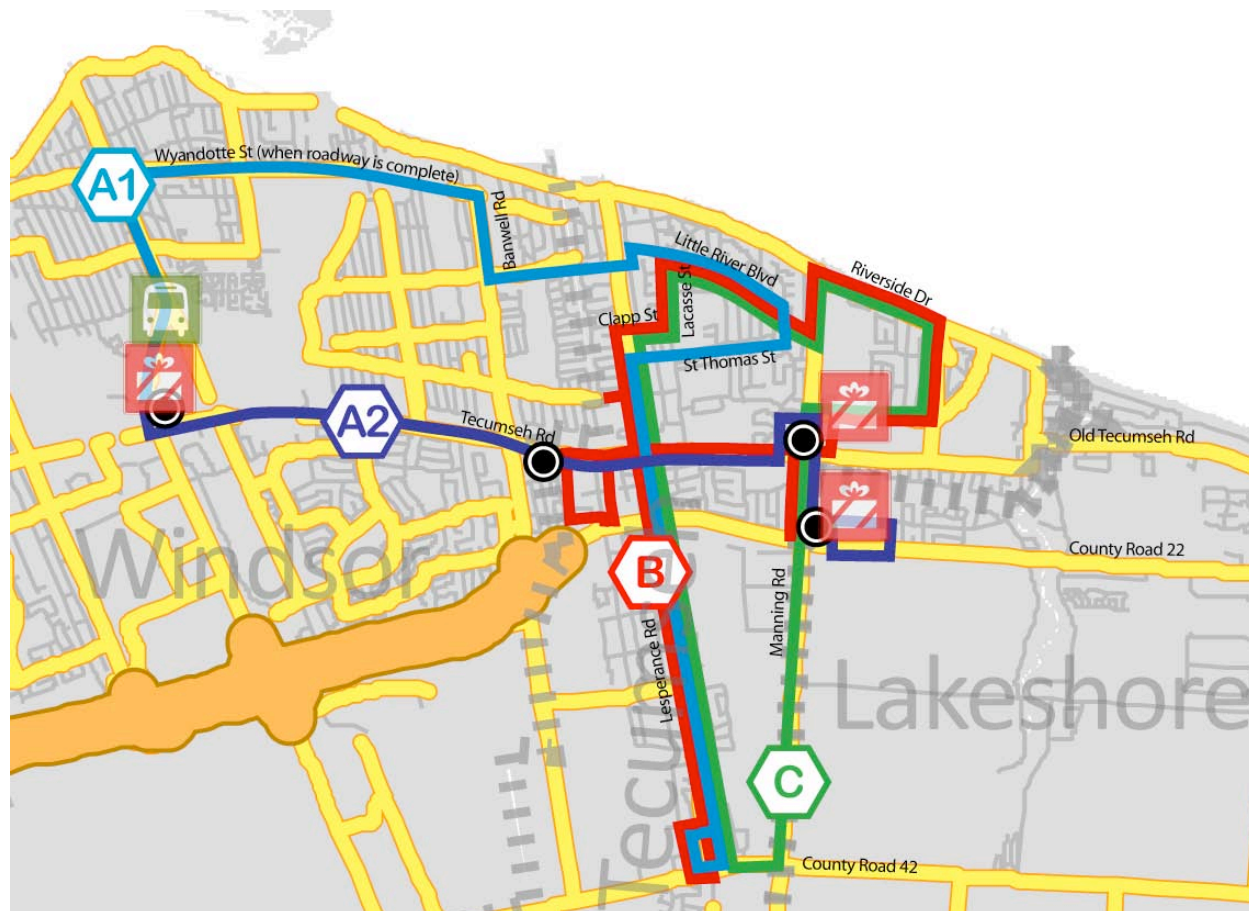 Wyandotte St (when roadway is complete)
A1
Banwell Rd
Little River Blvd
Riverside Dr
Lacasse St
Clapp St
St Thomas St
A2
Tecumseh Rd
Old Tecumseh Rd
Windsor
County Road 22
B
Manning Rd
Lesperance Rd
Lakeshore
Tecumseh
C
County Road 42